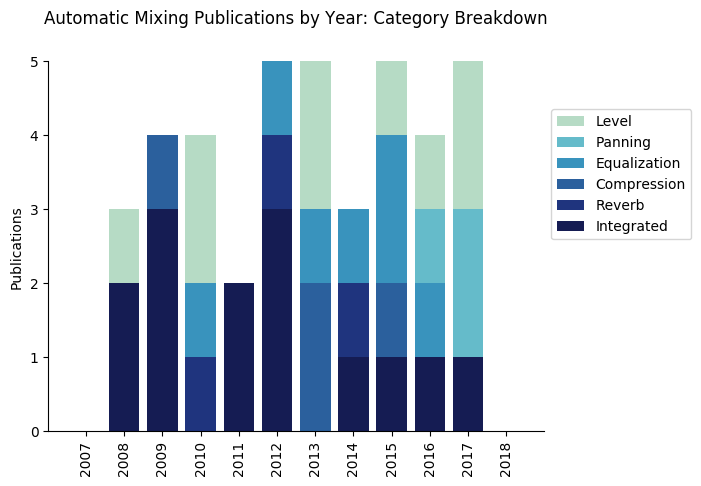 Automatic Mixing Publications by Year: Category Breakdown
5
4
3
2
1
0
Publications
2007
2008
2009
2010
2011
2012
2013
2014
2015
2016
2017
2018
Level
Panning
Equalization
Compression
Reverb
Integrated